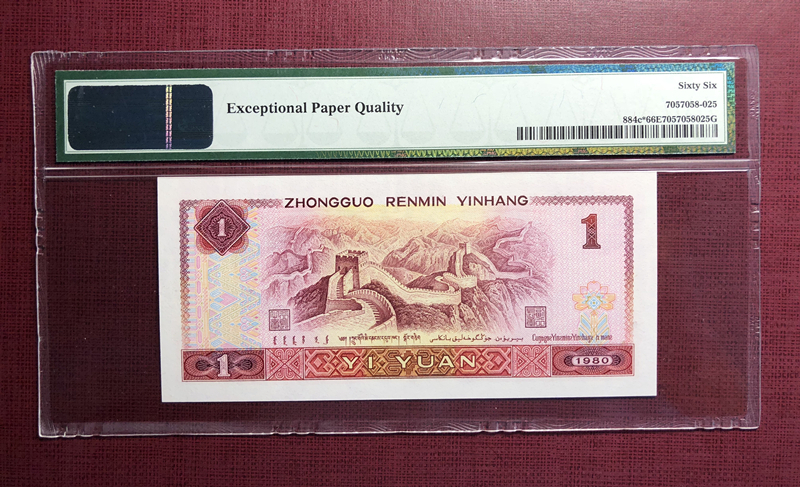 Sixty Six
Exceptional Paper Quality
7057058-025
884c*66E7057058025G
ZHONGGUO RENMIN YINHANG
1
1
1
YI YUAN
1980